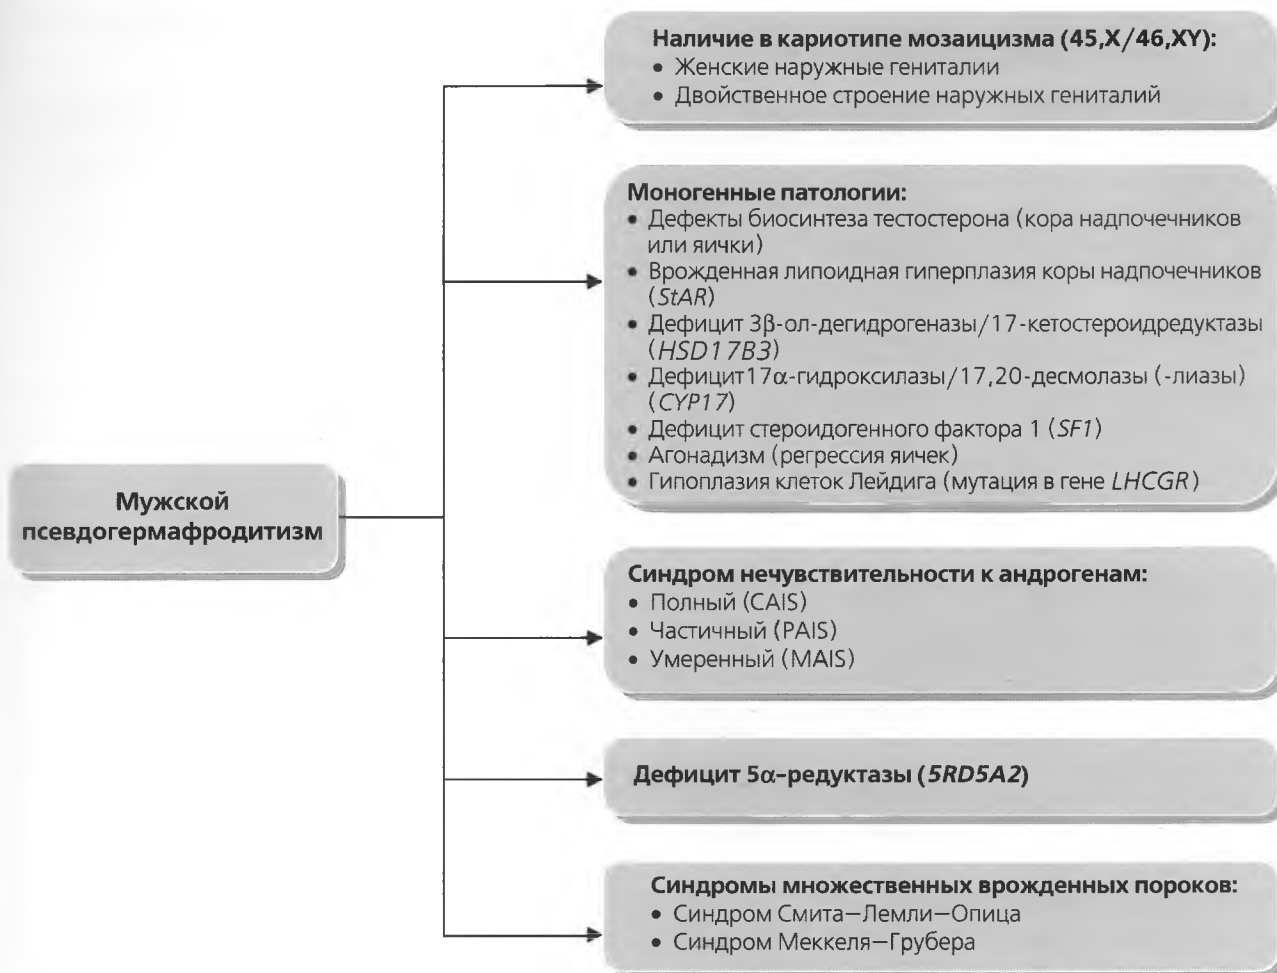 Наличие в кариотипе мозаицизма (45,X/46,XY):
• Женские наружные гениталии
• Двойственное строение наружных гениталий
Моногенные патологии:
• Дефекты биосинтеза тестостерона (кора надпочечников
или яички)
• Врожденная липоидная гиперплазия коры надпочечников
(StAR)
• Дефицит 3β-ол-дегидрогеназы/17-кетостероидредуктазы
(HSD17B3)
• Дефицит17α-гидроксилазы/17,20-десмолазы (-лиазы)
(CYP17)
• Дефицит стероидогенного фактора 1 (SF1)
• Агонадизм (регрессия яичек)
• Гипоплазия клеток Лейдига (мутация в гене LHCGR)
Мужской
псевдогермафродитизм
Синдром нечувствительности к андрогенам:
• Полный (CAIS)
• Частичный (PAIS)
• Умеренный (MAIS)
Дефицит 5α-редуктазы (5RD5A2)
Синдромы множественных врожденных пороков:
• Синдром Смита—Лемли—Опица
• Синдром Меккеля—Грубера